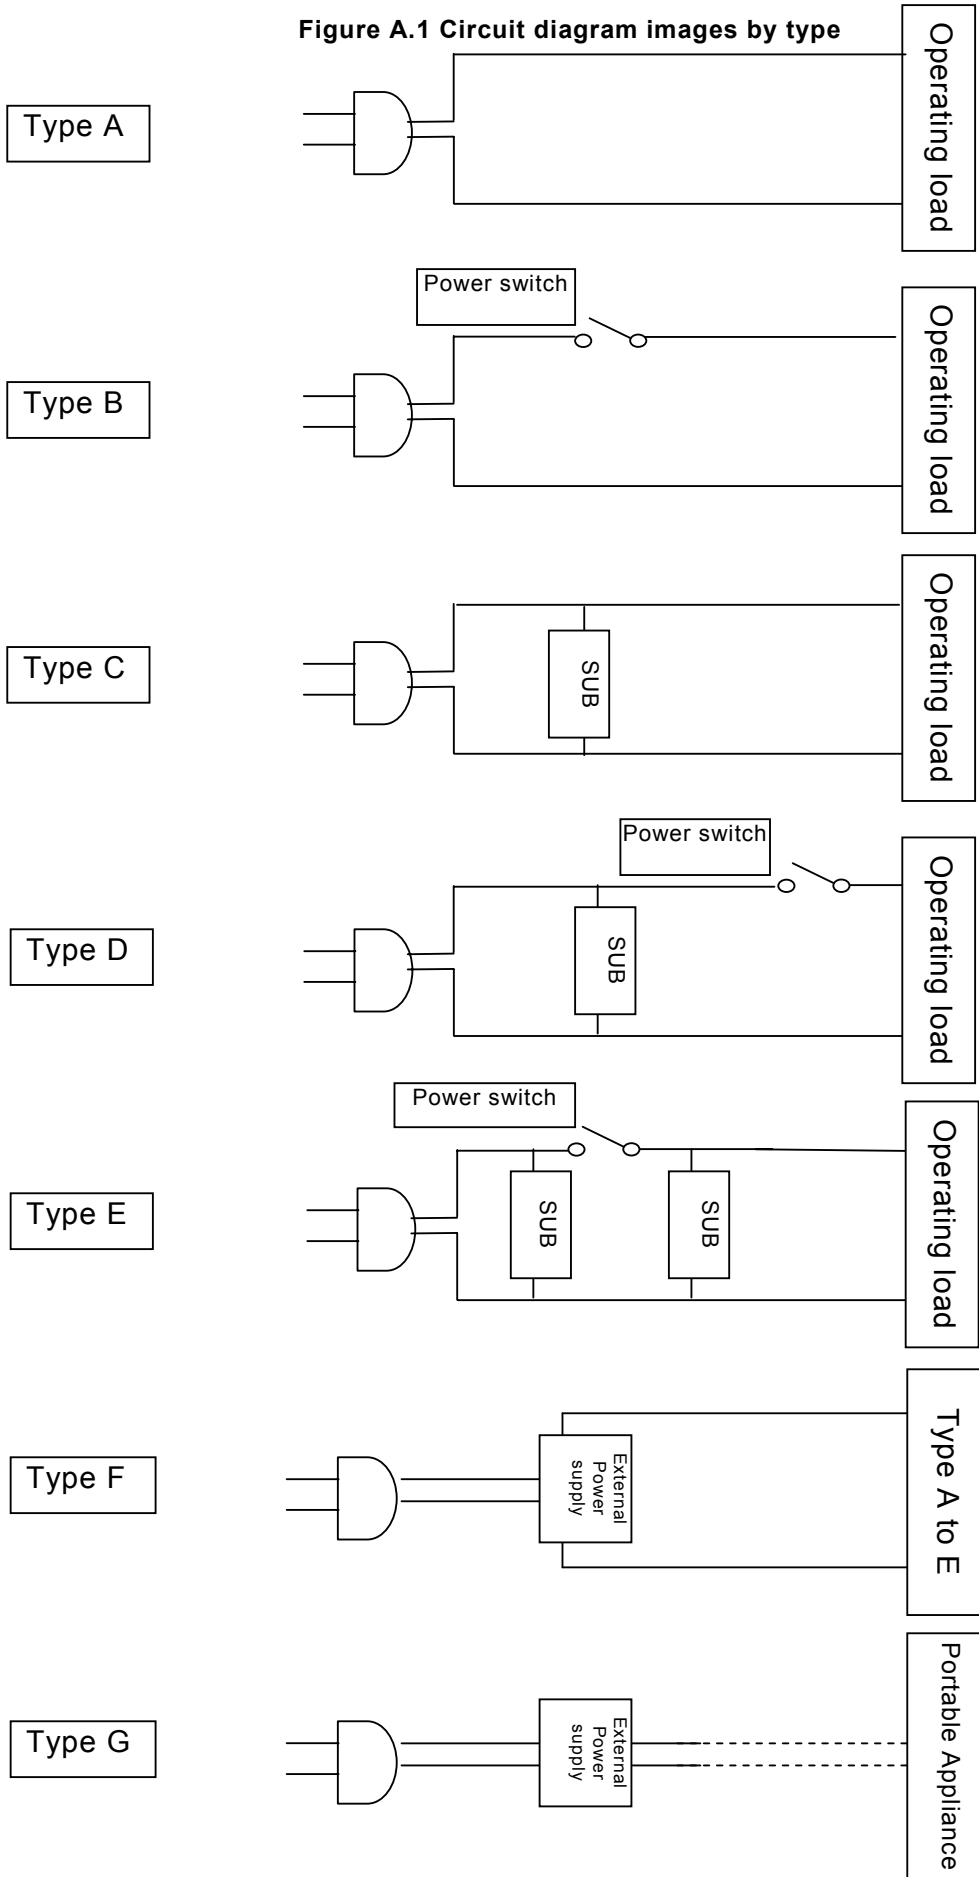 Figure A.1 Circuit diagram images by type
Type A
Operating load
Power switch
Type B
Operating load
Type C
SUB
Operating load
Power switch
Type D
SUB
Operating load
Power switch
Type E
SUB
SUB
Operating load
Type F
External
Power
supply
Type A to E
Type G
External
Power
supply
Portable Appliance